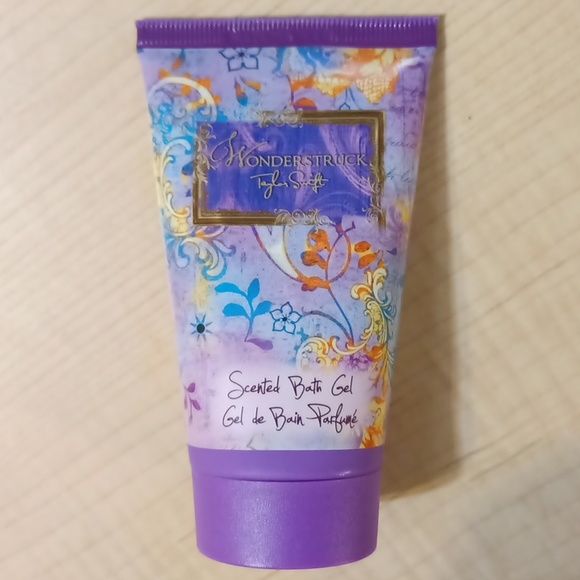 WONDERSTRUCK
Taylor Swift
Scented Bath Gel
Gel de Bain Parfumé